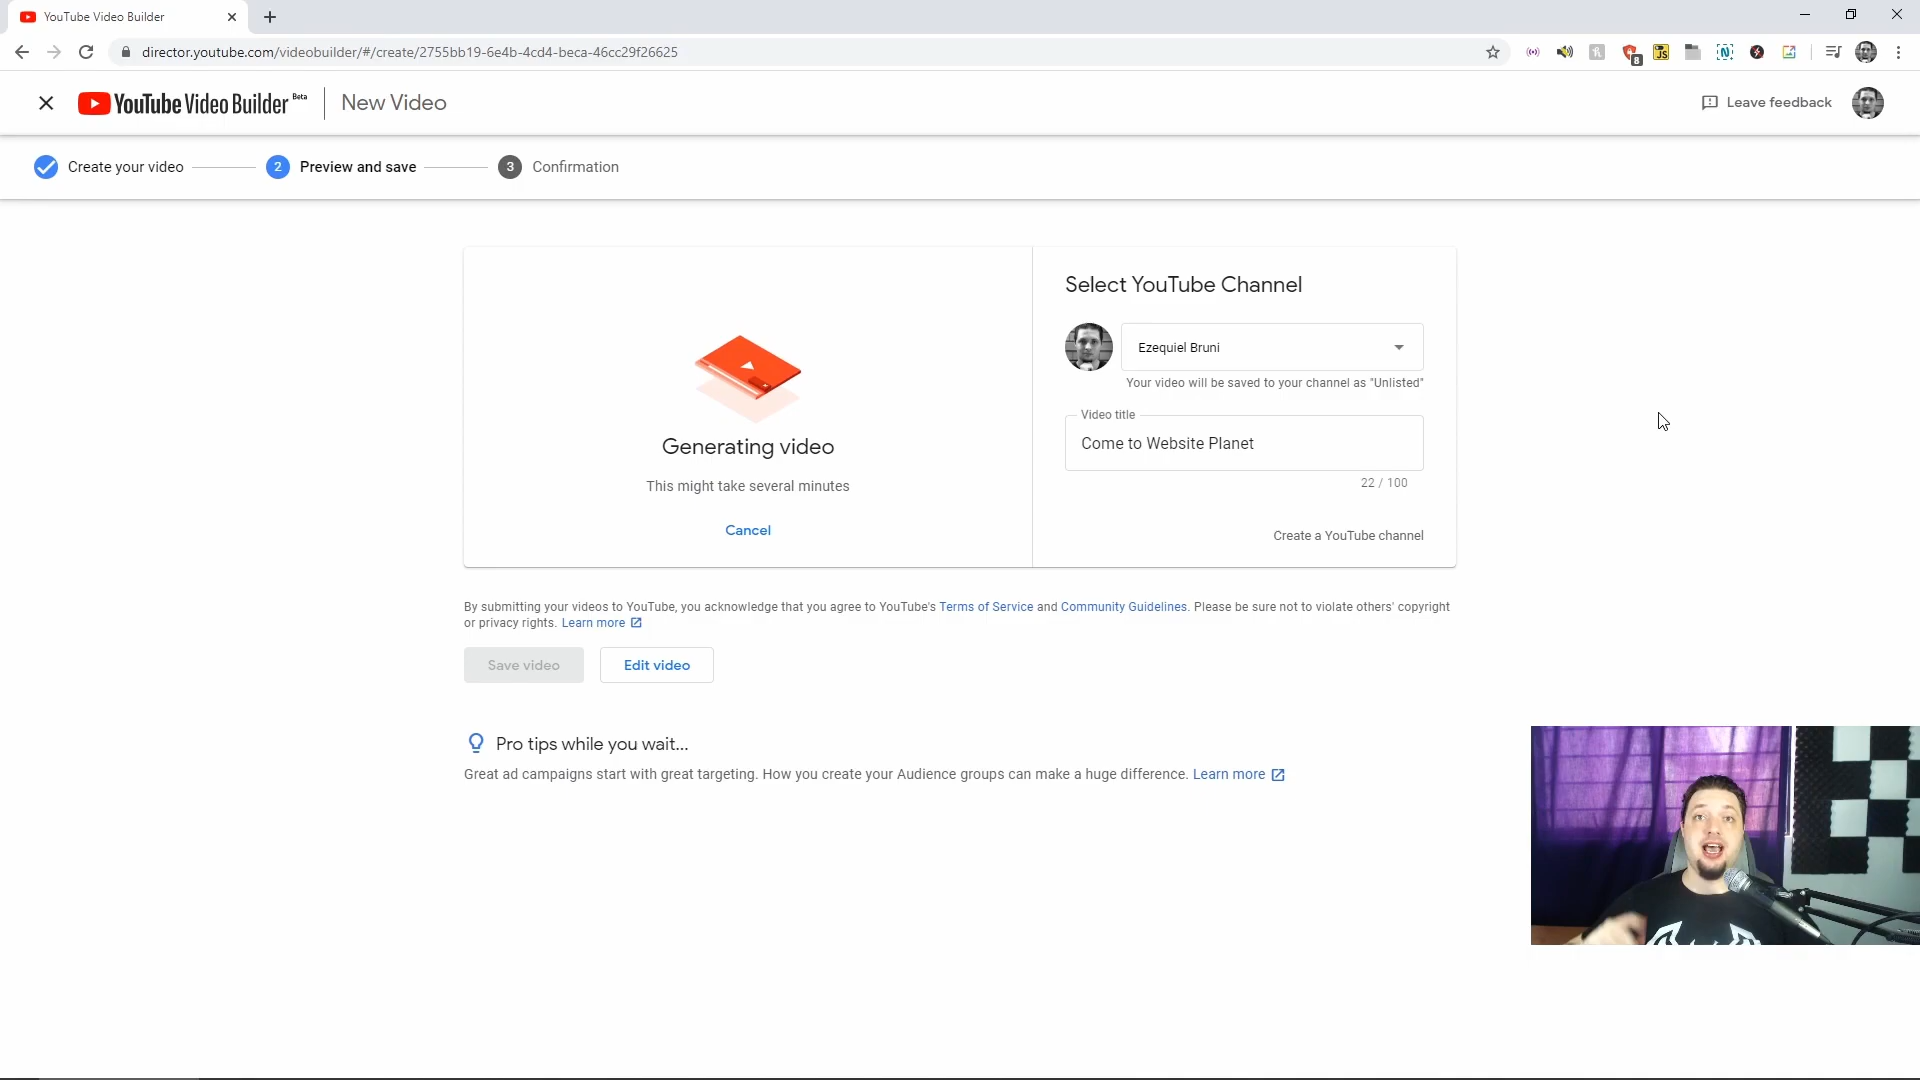 YouTube Video Builder
director.youtube.com/videobuilder/#/create/2755bb19-6e4b-4cd4-beca-46cc29f26625
8
JS
N
YouTube Video Builder Beta
New Video
Leave feedback
Create your video
2 Preview and save
3 Confirmation
Select YouTube Channel
Ezequiel Bruni
Your video will be saved to your channel as "Unlisted"
Video title
Come to Website Planet
22 / 100
Create a YouTube channel
Generating video
This might take several minutes
Cancel
By submitting your videos to YouTube, you acknowledge that you agree to YouTube's Terms of Service and Community Guidelines. Please be sure not to violate others' copyright
or privacy rights. Learn more
Save video
Edit video
Pro tips while you wait...
Great ad campaigns start with great targeting. How you create your Audience groups can make a huge difference. Learn more